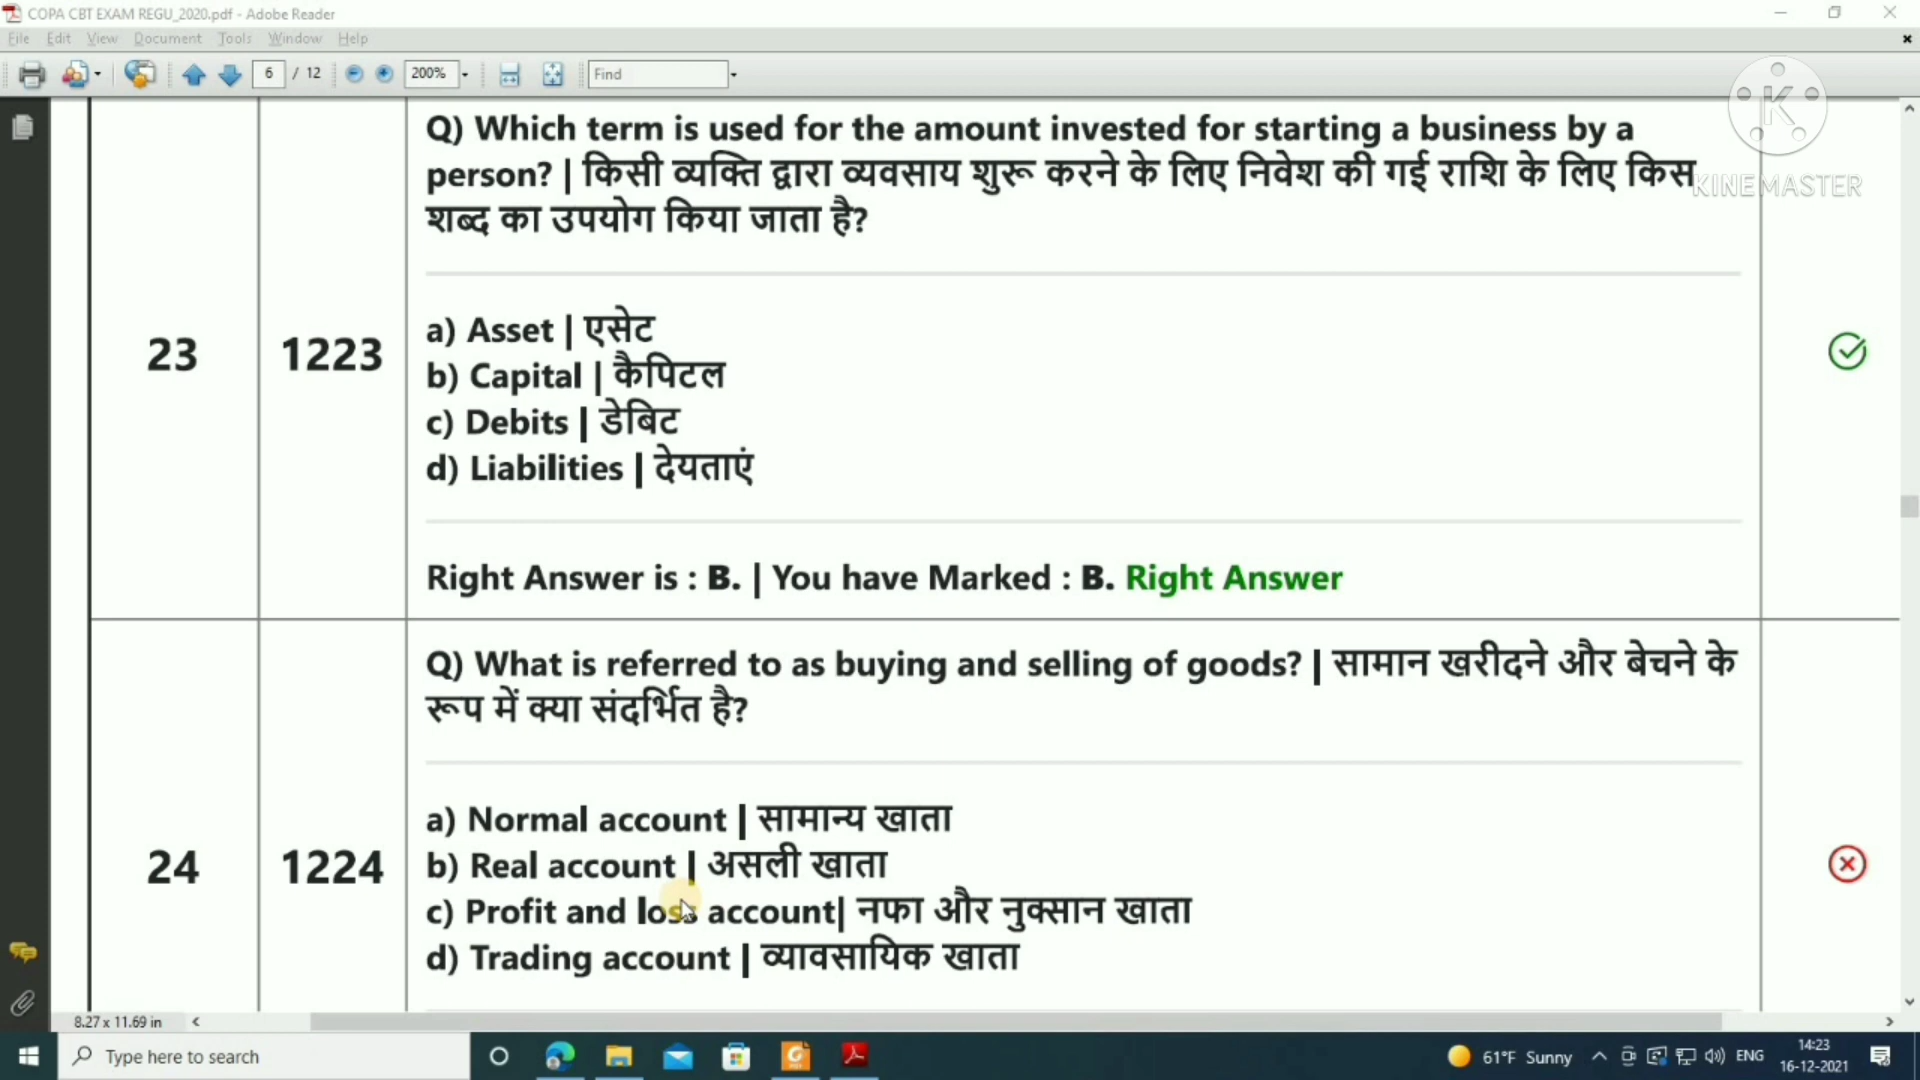 COPA CBT EXAM REGU_2020.pdf - Adobe Reader
File Edit View Document Tools Window Help
6 / 12 200% Find
Q) Which term is used for the amount invested for starting a business by a
person? | किसी व्यक्ति द्वारा व्यवसाय शुरू करने के लिए निवेश की गई राशि के लिए किस
शब्द का उपयोग किया जाता है?
K
KINEMASTER
23 1223
a) Asset | एसेट
b) Capital | कैपिटल
c) Debits | डेबिट
d) Liabilities | देयताएं
Right Answer is : B. | You have Marked : B. Right Answer
Q) What is referred to as buying and selling of goods? | सामान खरीदने और बेचने के
रूप में क्या संदर्भित है?
24 1224
a) Normal account | सामान्य खाता
b) Real account | असली खाता
c) Profit and loss account| नफा और नुक्सान खाता
d) Trading account | व्यावसायिक खाता
8.27 x 11.69 in
Type here to search
61°F Sunny ENG
14:23
16-12-2021